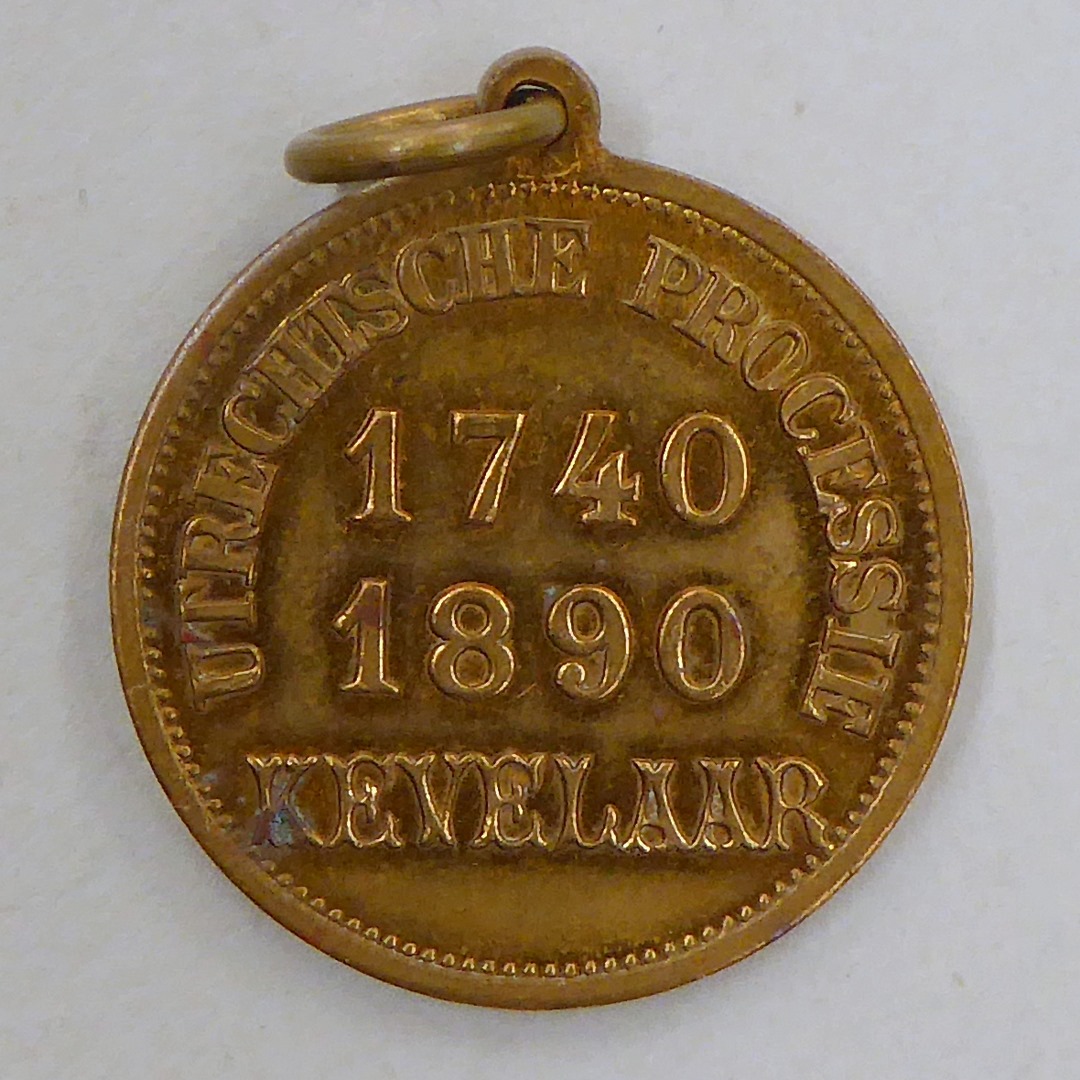 UTRECHTSCHE PROCESSIE
1740
1890
KEVELAAR